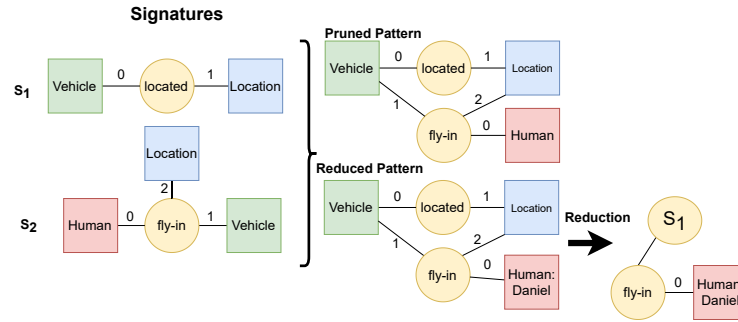 Signatures
S1
Vehicle
0
located
1
Location
S2
Location
2
Human
0
fly-in
1
Vehicle
Pruned Pattern
Vehicle
0
located
1
Location
1
2
fly-in
0
Human
Reduced Pattern
Vehicle
0
located
1
Location
1
2
fly-in
0
Human:
Daniel
Reduction
S1
fly-in
0
Human:
Daniel